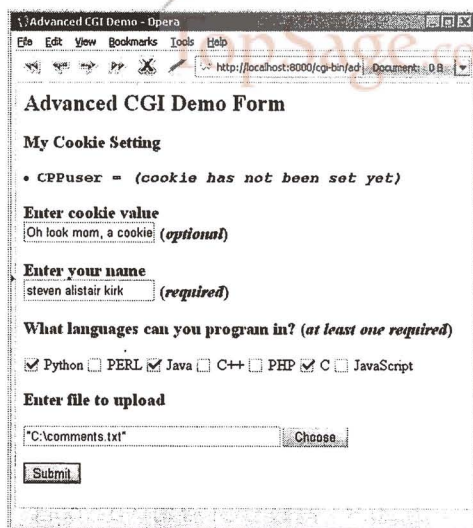 Advanced CGI Demo - Opera
File Edit View Bookmarks Tools Help
http://localhost:8000/cgi-bin/ad Document: 0 B
TopSage.co
Advanced CGI Demo Form
My Cookie Setting
• CPPuser = (cookie has not been set yet)
Enter cookie value
Oh look mom, a cookie (optional)
Enter your name
steven alistair kirk (required)
What languages can you program in? (at least one required)
Python PERL Java C++ PHP C JavaScript
Enter file to upload
"C:\comments.txt" Choose
Submit